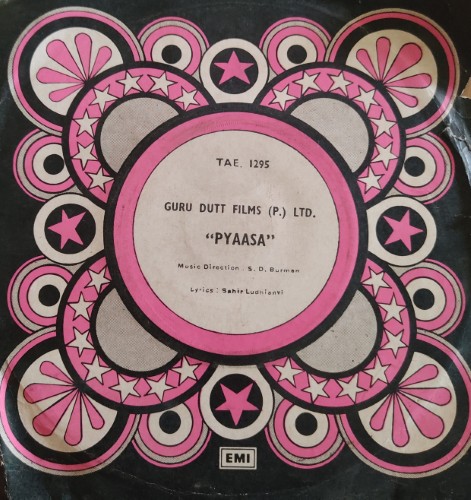 TAE. 1295
GURU DUTT FILMS (P.) LTD.
"PYAASA"
Music Direction : S. D. Burman
Lyrics : Sahir Ludhianvi
EMI